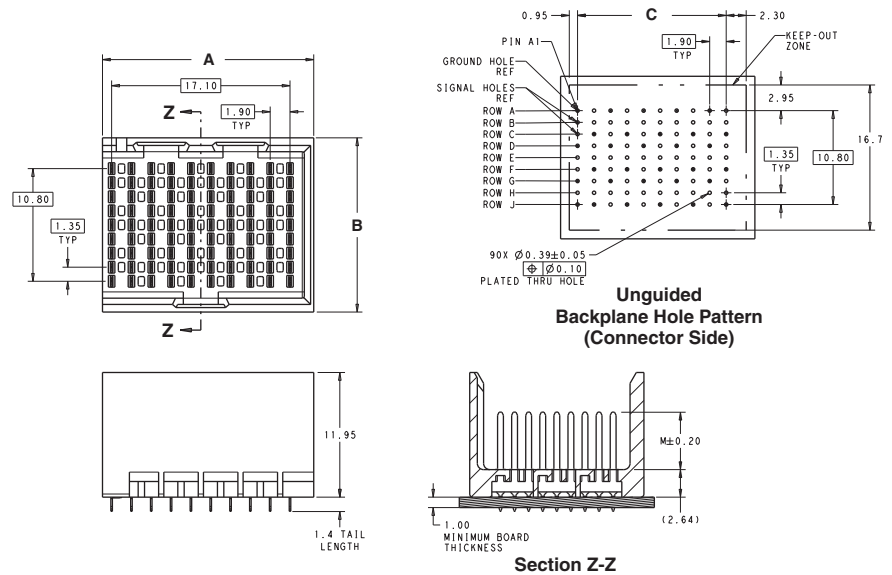 A
17.10
Z
1.90
TYP
10.80
1.35
TYP
B
Z
0.95
C
2.30
PIN A1
1.90
TYP
KEEP-OUT
ZONE
GROUND HOLE
REF
SIGNAL HOLES
REF
ROW A
ROW B
ROW C
ROW D
ROW E
ROW F
ROW G
ROW H
ROW J
2.95
16.7
1.35
TYP
10.80
90X Ø0.39±0.05
⌖ Ø0.10
PLATED THRU HOLE
Unguided
Backplane Hole Pattern
(Connector Side)
11.95
1.4 TAIL
LENGTH
M±0.20
(2.64)
1.00
MINIMUM BOARD
THICKNESS
Section Z-Z